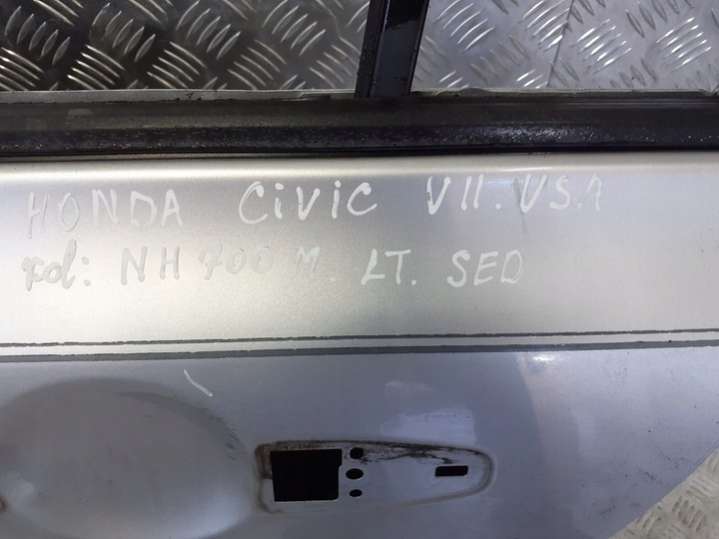 HONDA CiViC VII. USA
kol: NH 700 M. LT. SED